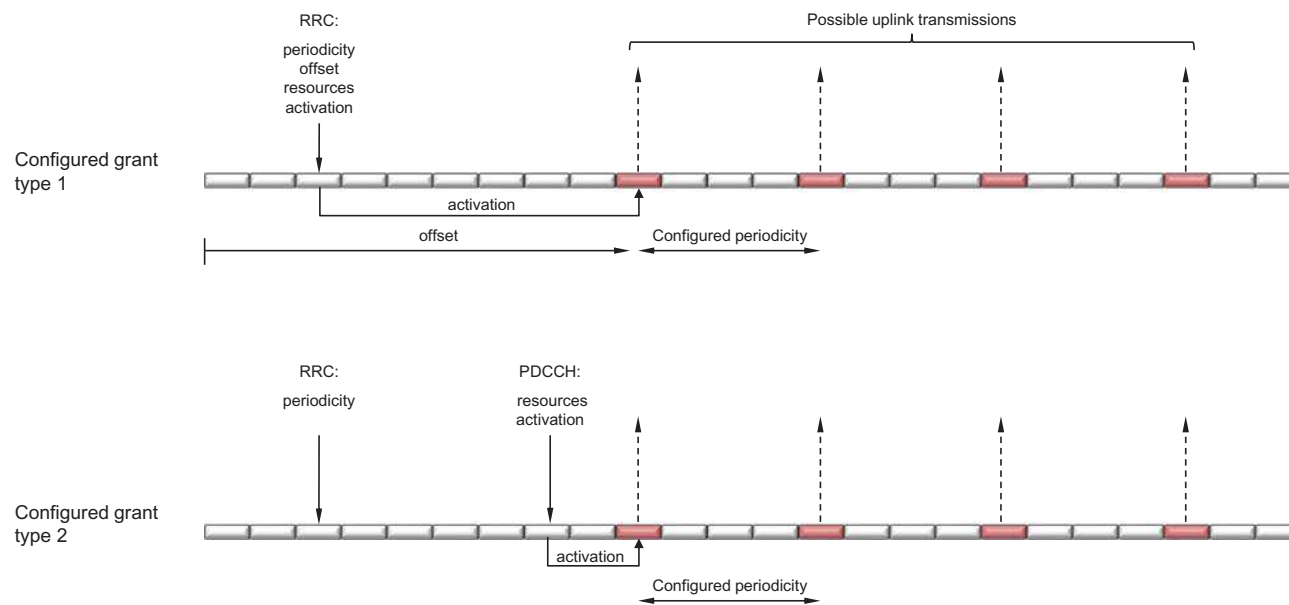 RRC:
periodicity
offset
resources
activation
Possible uplink transmissions
Configured grant
type 1
activation
offset
Configured periodicity
RRC:
periodicity
PDCCH:
resources
activation
Configured grant
type 2
activation
Configured periodicity